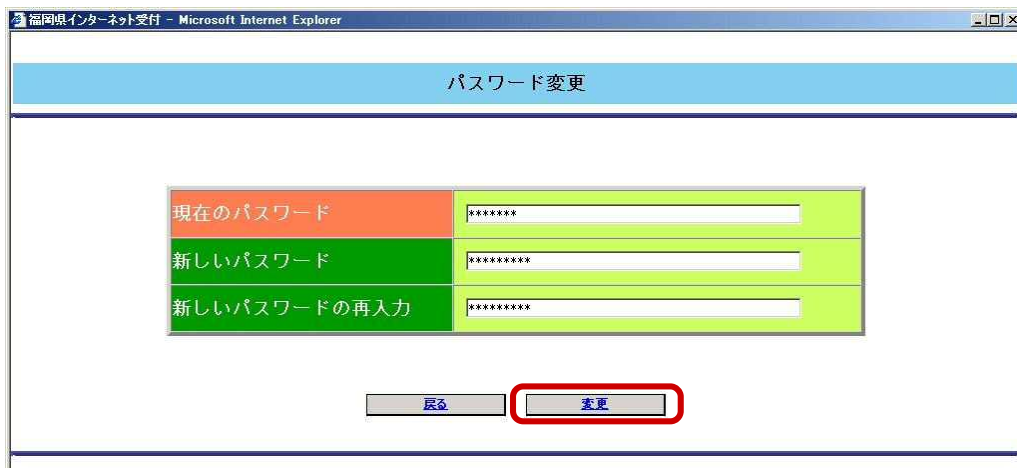 福岡県インターネット受付 - Microsoft Internet Explorer
パスワード変更
現在のパスワード *******
新しいパスワード *********
新しいパスワードの再入力 *********
戻る 変更